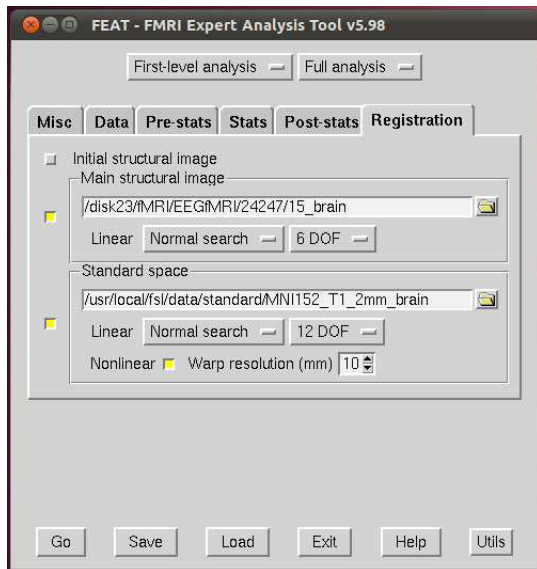 FEAT - FMRI Expert Analysis Tool v5.98
First-level analysis Full analysis
Misc Data Pre-stats Stats Post-stats Registration
Initial structural image
Main structural image
/disk23/fMRI/EEGfMRI/24247/15_brain
Linear Normal search 6 DOF
Standard space
/usr/local/fsl/data/standard/MNI152_T1_2mm_brain
Linear Normal search 12 DOF
Nonlinear Warp resolution (mm) 10
Go Save Load Exit Help Utils